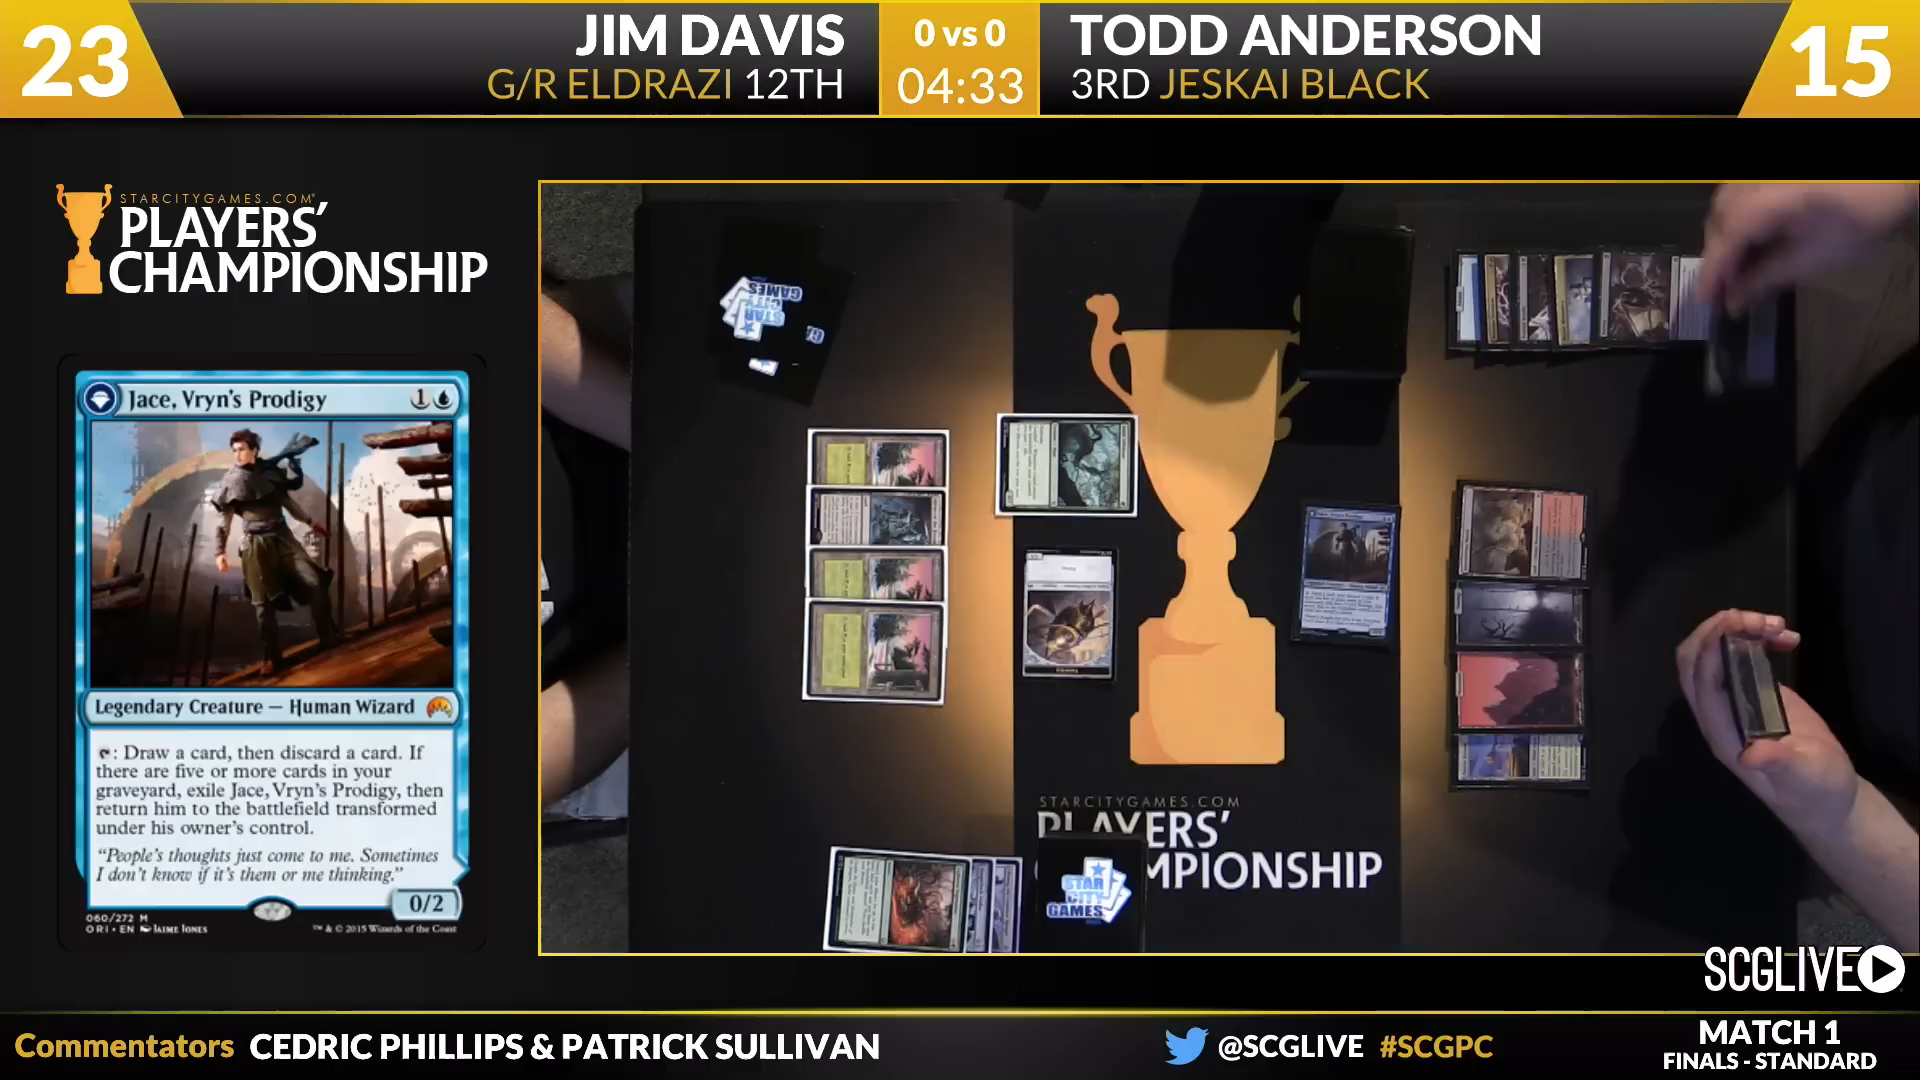 23
JIM DAVIS
G/R ELDRAZI 12TH
0 vs 0
04:33
TODD ANDERSON
3RD JESKAI BLACK
15
STARCITYGAMES.COM®
PLAYERS'
CHAMPIONSHIP
Jace, Vryn's Prodigy 1
Legendary Creature — Human Wizard
: Draw a card, then discard a card. If
there are five or more cards in your
graveyard, exile Jace, Vryn's Prodigy, then
return him to the battlefield transformed
under his owner's control.
"People's thoughts just come to me. Sometimes
I don't know if it's them or me thinking."
0/2
060/272 M
ORI • EN JAIME JONES
™ & © 2015 Wizards of the Coast
STAR
CITY
GAMES
STARCITYGAMES.COM
PLAYERS'
MPIONSHIP
STAR
CITY
GAMES
SCGLIVE
Commentators CEDRIC PHILLIPS & PATRICK SULLIVAN
@SCGLIVE #SCGPC
MATCH 1
FINALS - STANDARD